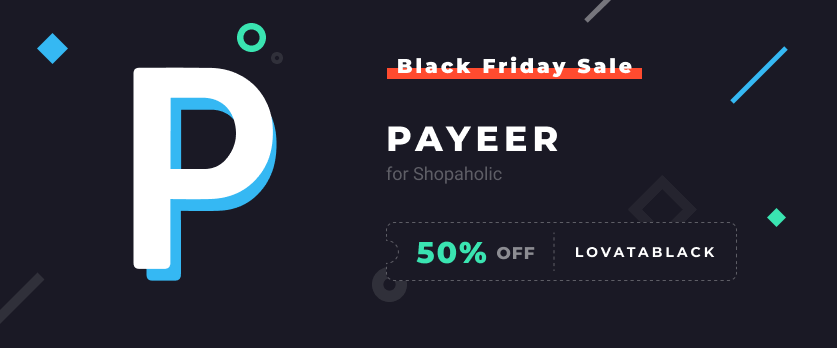 P
Black Friday Sale
PAYEER
for Shopaholic
50% OFF LOVATABLACK